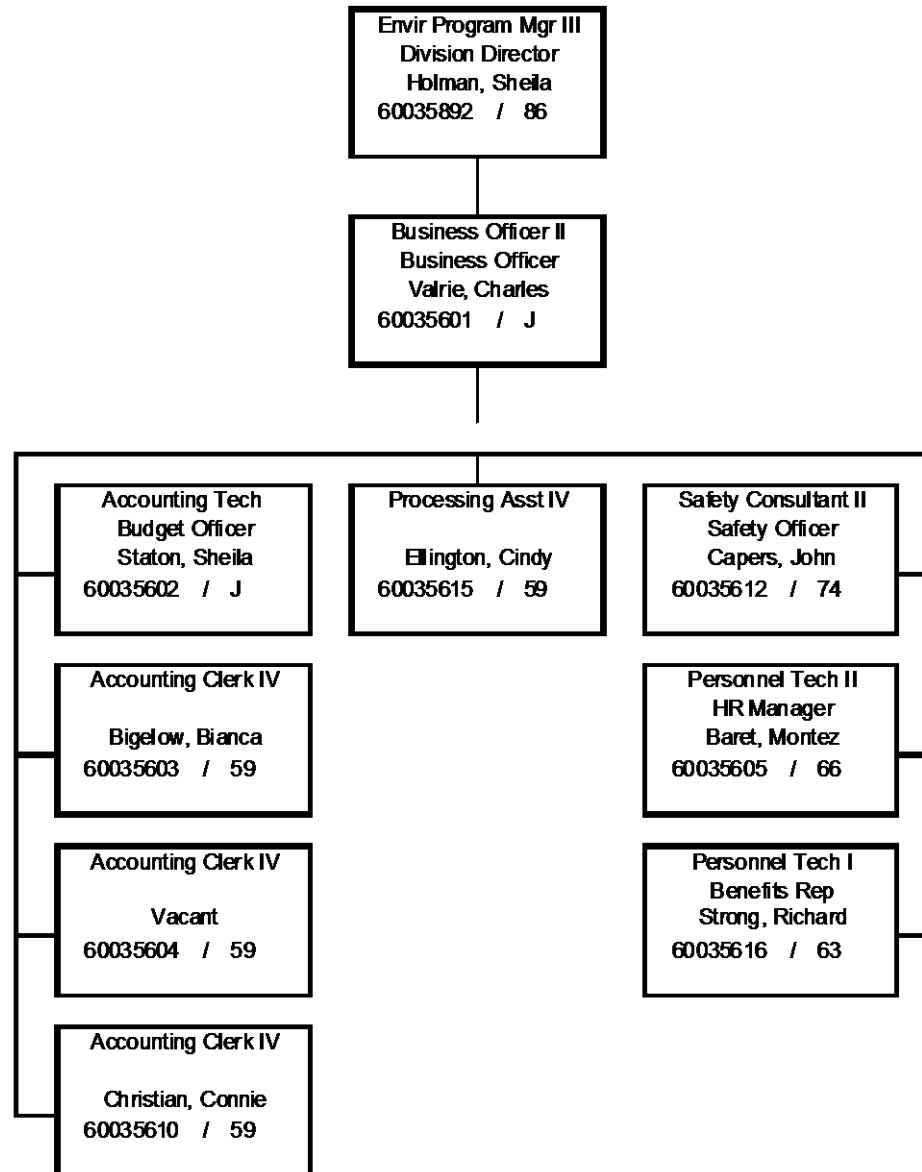 Envir Program Mgr III
Division Director
Holman, Sheila
60035892 / 86
Business Officer II
Business Officer
Valrie, Charles
60035601 / J
Accounting Tech
Budget Officer
Staton, Sheila
60035602 / J
Processing Asst IV
Ellington, Cindy
60035615 / 59
Safety Consultant II
Safety Officer
Capers, John
60035612 / 74
Accounting Clerk IV
Bigelow, Bianca
60035603 / 59
Personnel Tech II
HR Manager
Baret, Montez
60035605 / 66
Accounting Clerk IV
Vacant
60035604 / 59
Personnel Tech I
Benefits Rep
Strong, Richard
60035616 / 63
Accounting Clerk IV
Christian, Connie
60035610 / 59